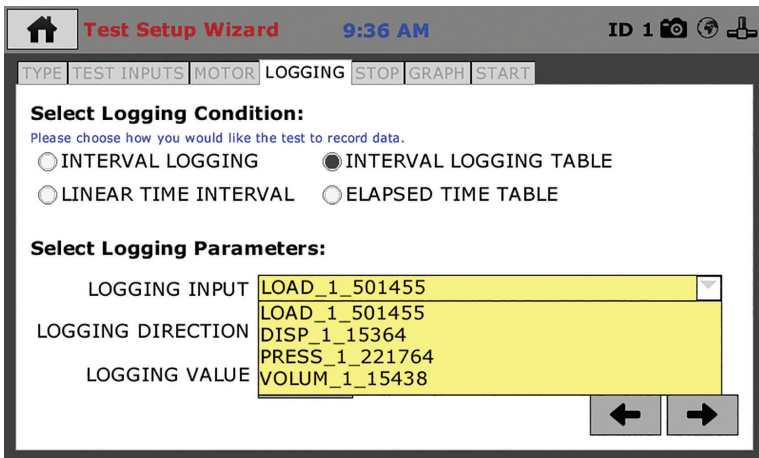 Test Setup Wizard 9:36 AM ID 1
TYPE TEST INPUTS MOTOR LOGGING STOP GRAPH START
Select Logging Condition:
Please choose how you would like the test to record data.
INTERVAL LOGGING INTERVAL LOGGING TABLE
LINEAR TIME INTERVAL ELAPSED TIME TABLE
Select Logging Parameters:
LOGGING INPUT LOAD_1_501455
LOAD_1_501455
LOGGING DIRECTION DISP_1_15364
PRESS_1_221764
LOGGING VALUE VOLUM_1_15438